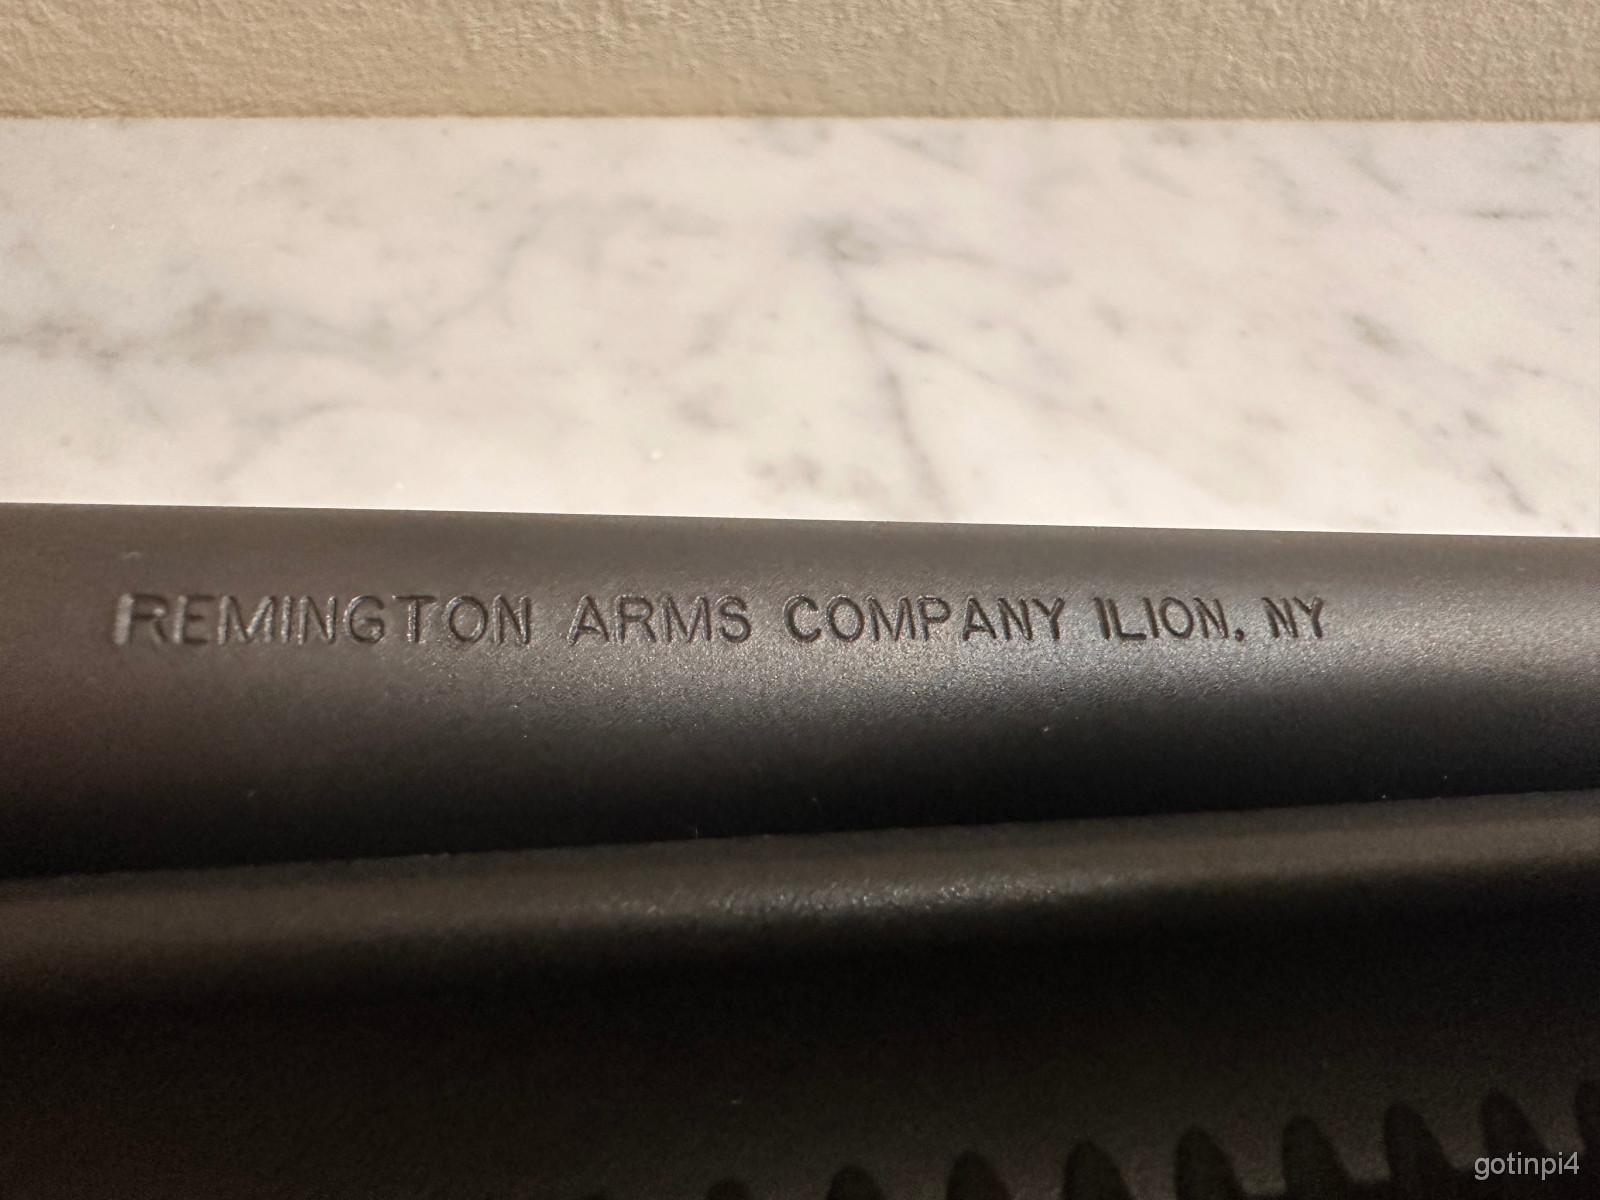 REMINGTON ARMS COMPANY ILION, NY
gotinpi4